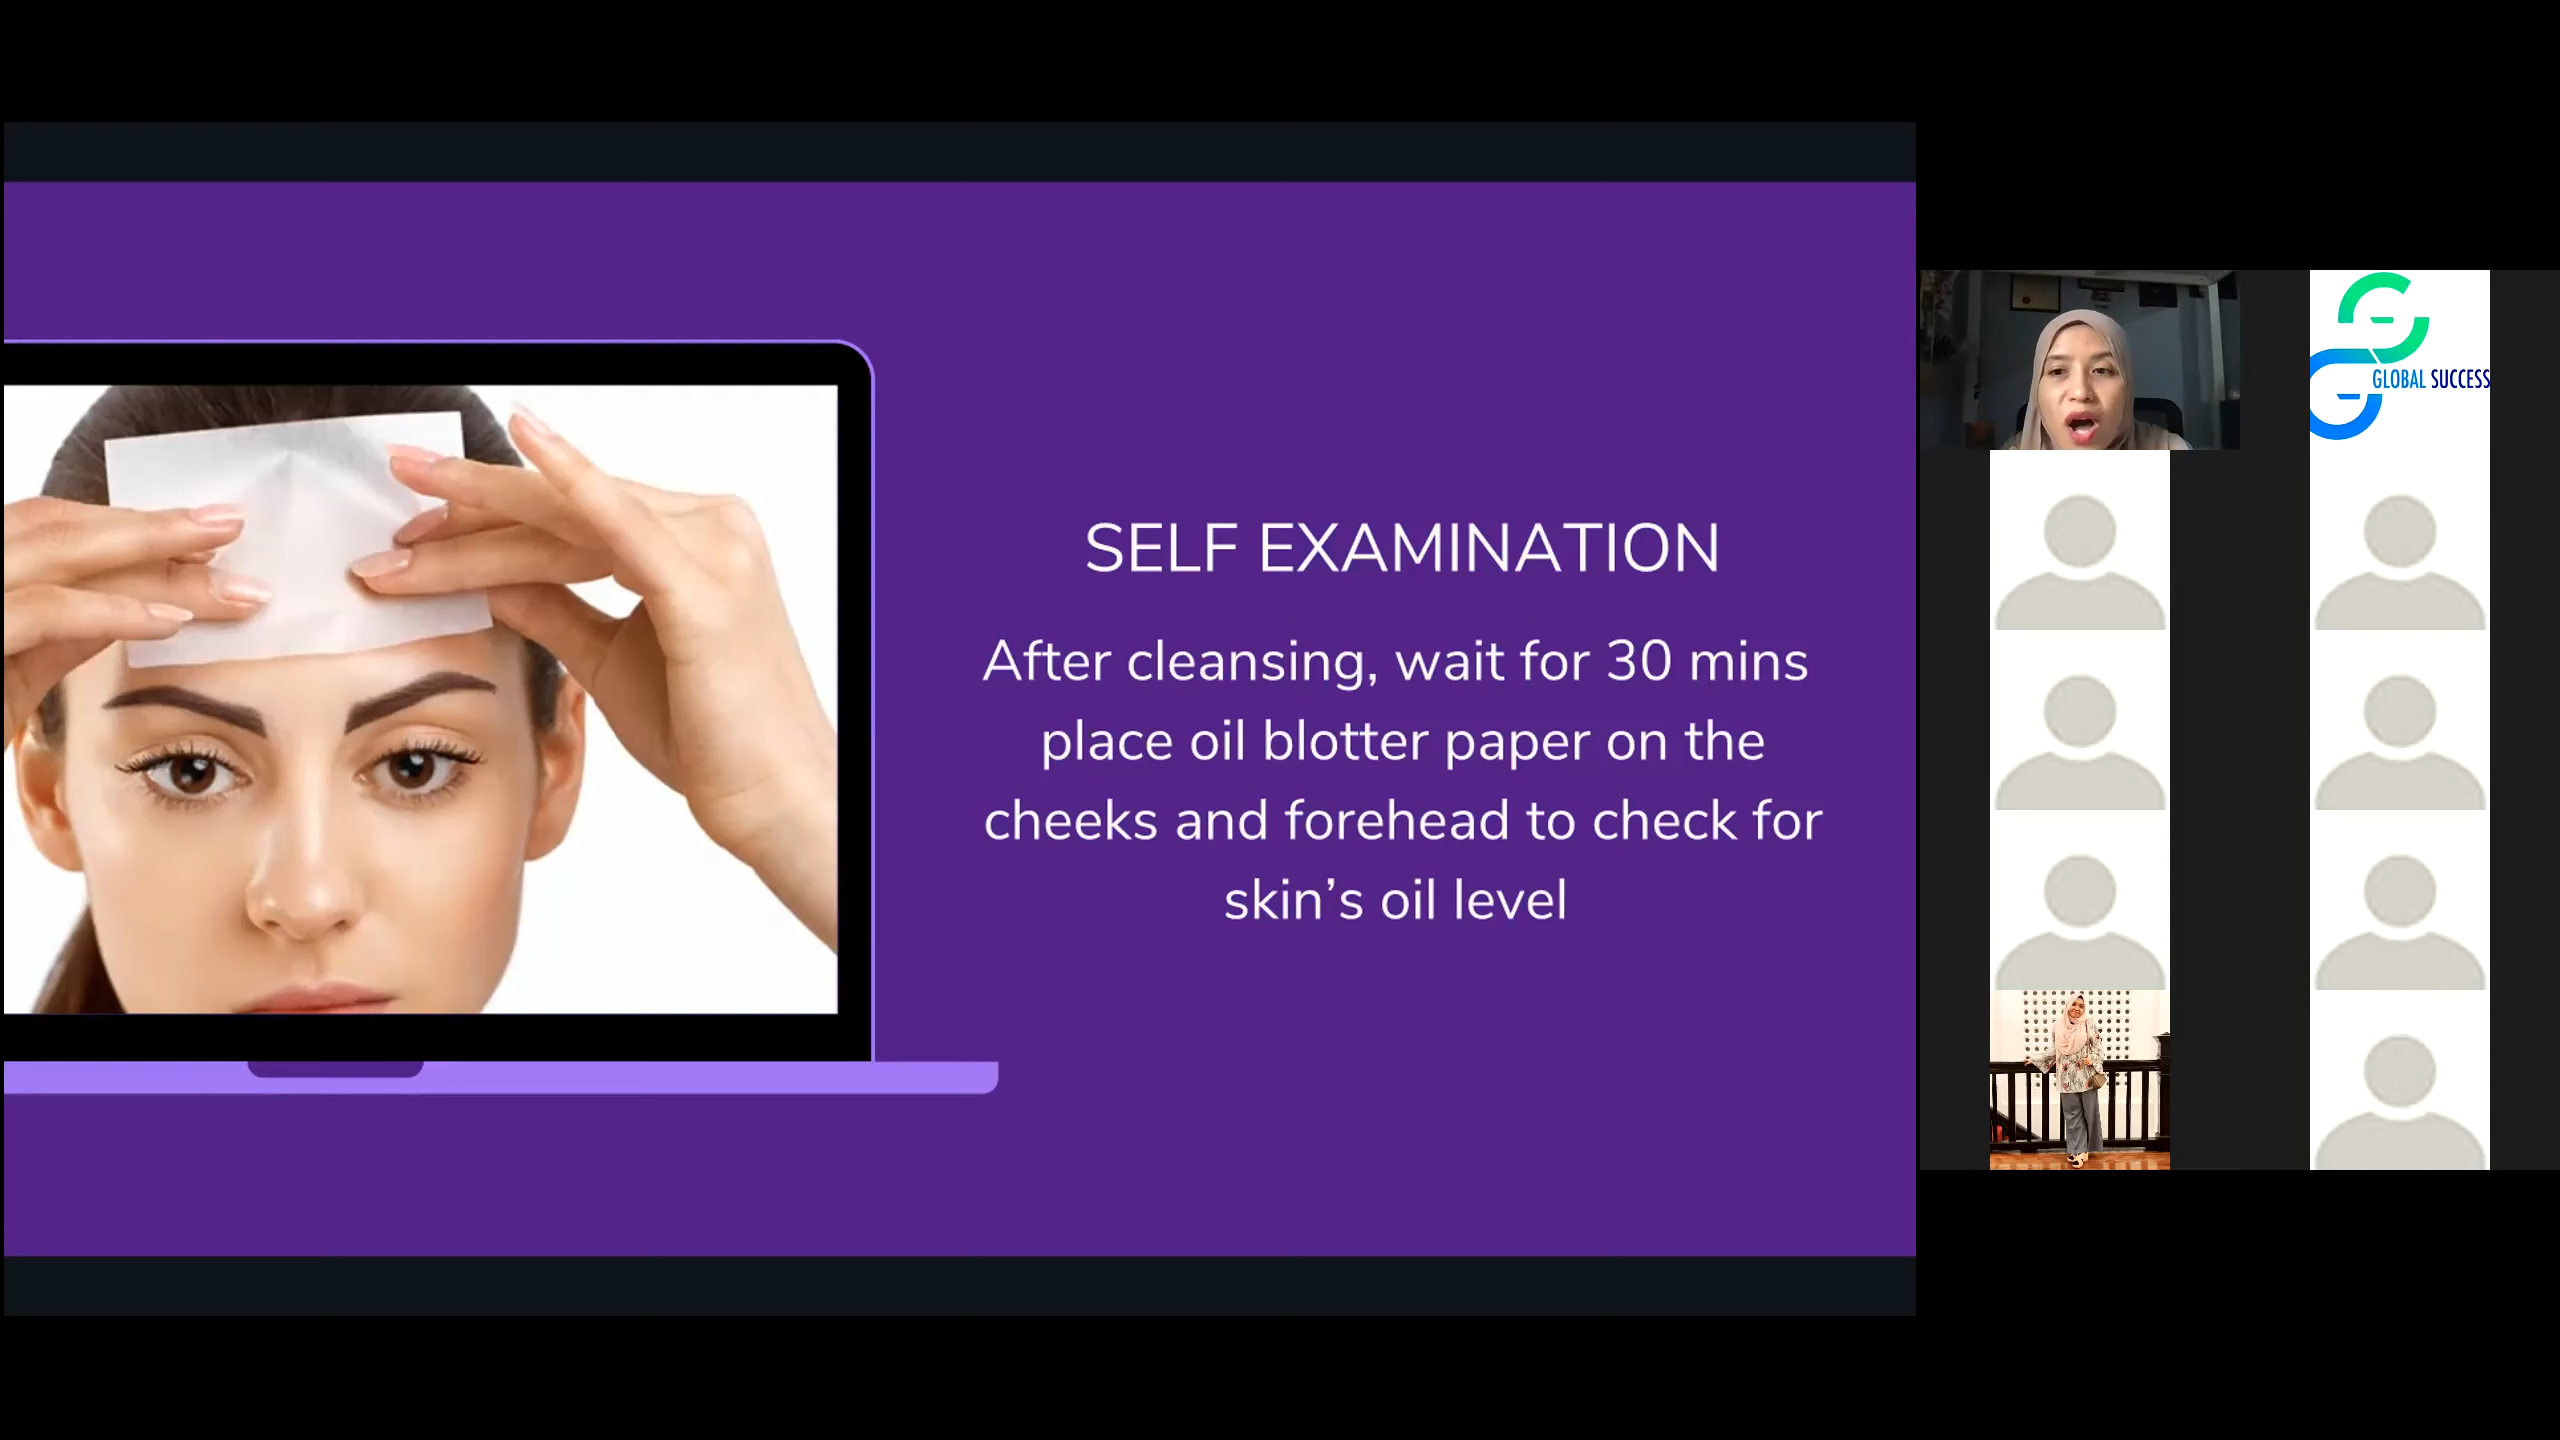 SELF EXAMINATION
After cleansing, wait for 30 mins
place oil blotter paper on the
cheeks and forehead to check for
skin’s oil level
GLOBAL SUCCESS